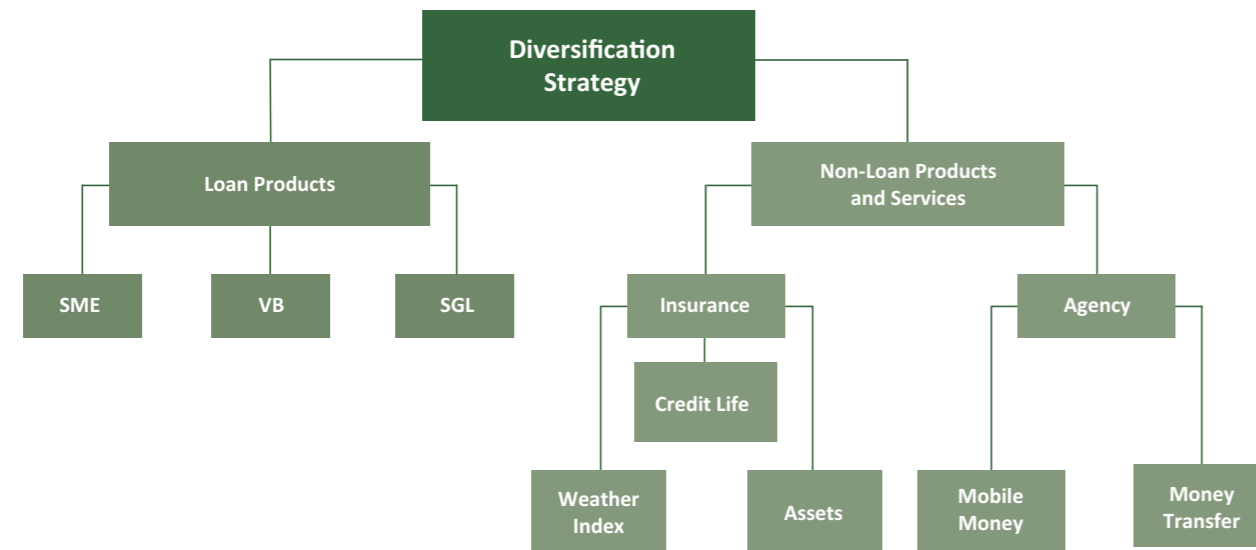 Diversification
Strategy
Loan Products
Non-Loan Products
and Services
SME
VB
SGL
Insurance
Agency
Credit Life
Weather
Index
Assets
Mobile
Money
Money
Transfer